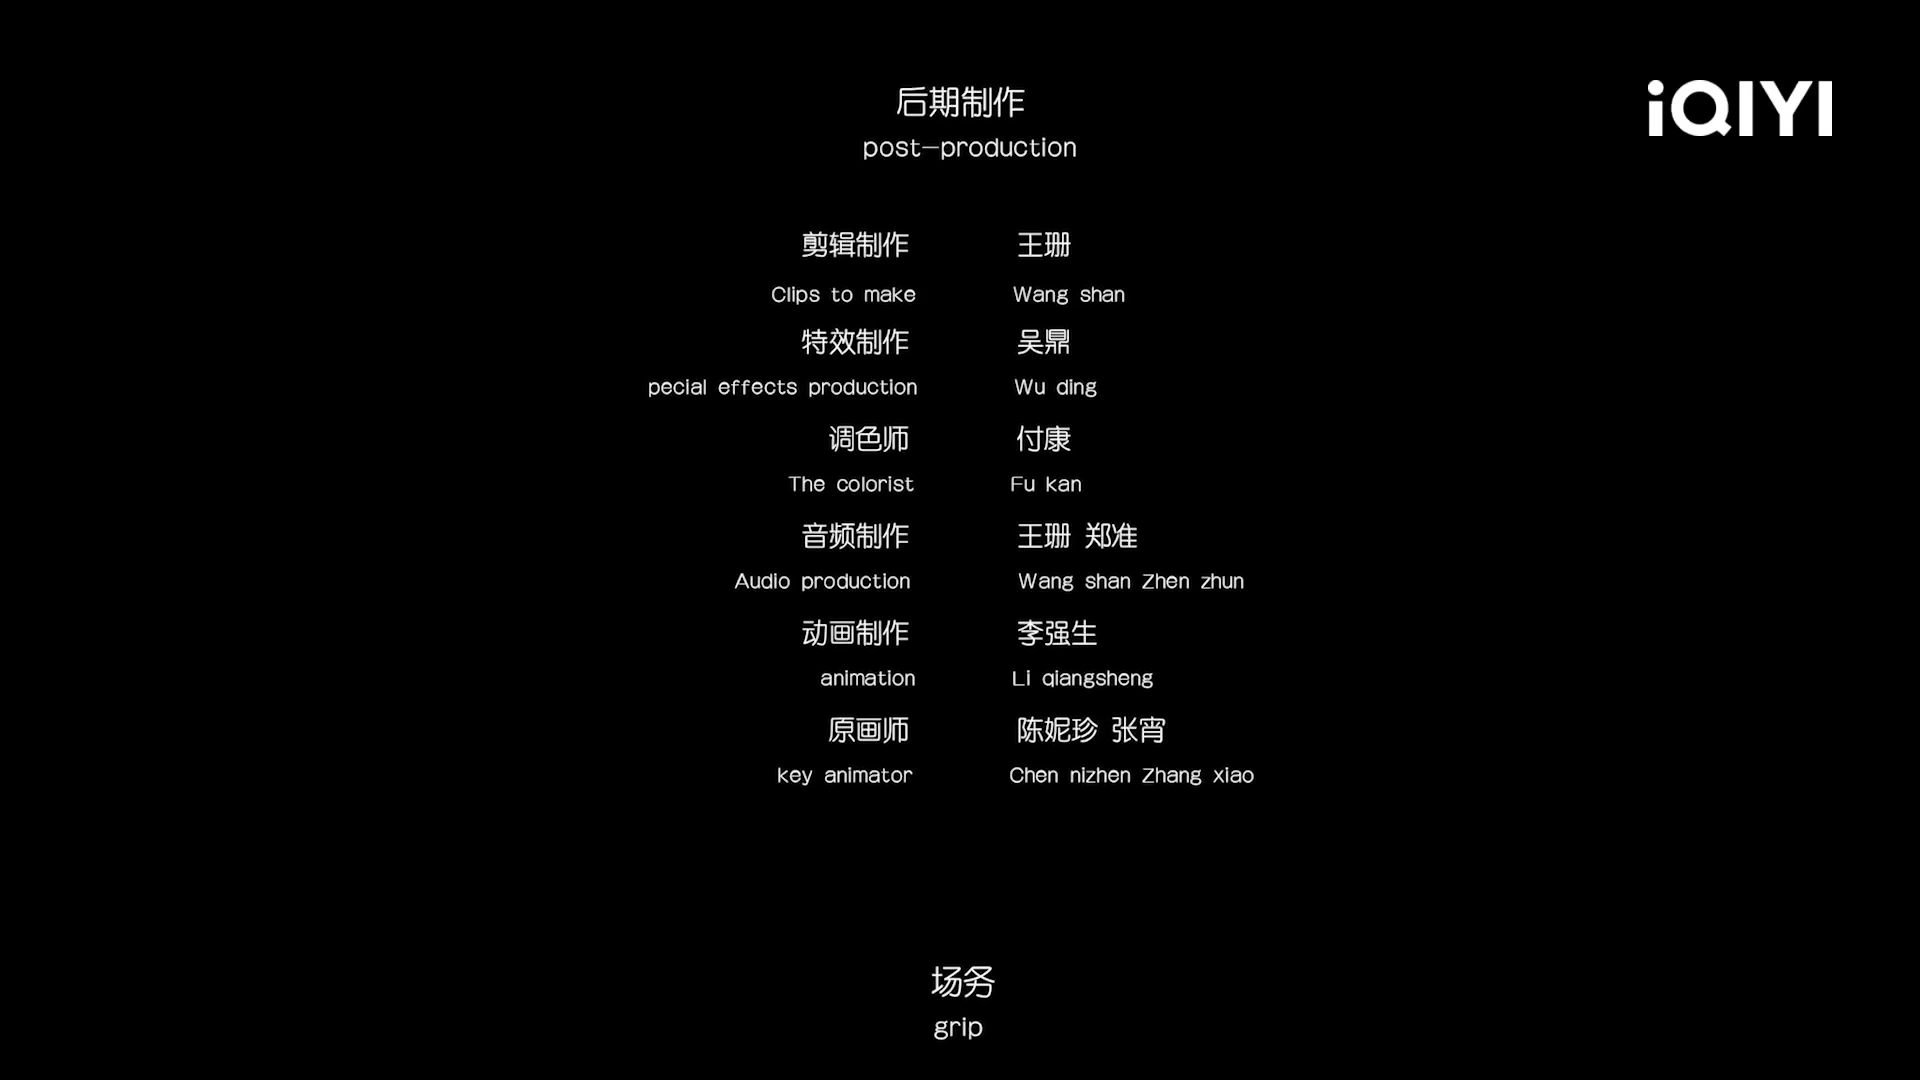 iQIYI
后期制作
post-production
剪辑制作 王珊
Clips to make Wang shan
特效制作 吴鼎
pecial effects production Wu ding
调色师 付康
The colorist Fu kan
音频制作 王珊 郑准
Audio production Wang shan Zhen zhun
动画制作 李强生
animation Li qiangsheng
原画师 陈妮珍 张宵
key animator Chen nizhen Zhang xiao
场务
grip